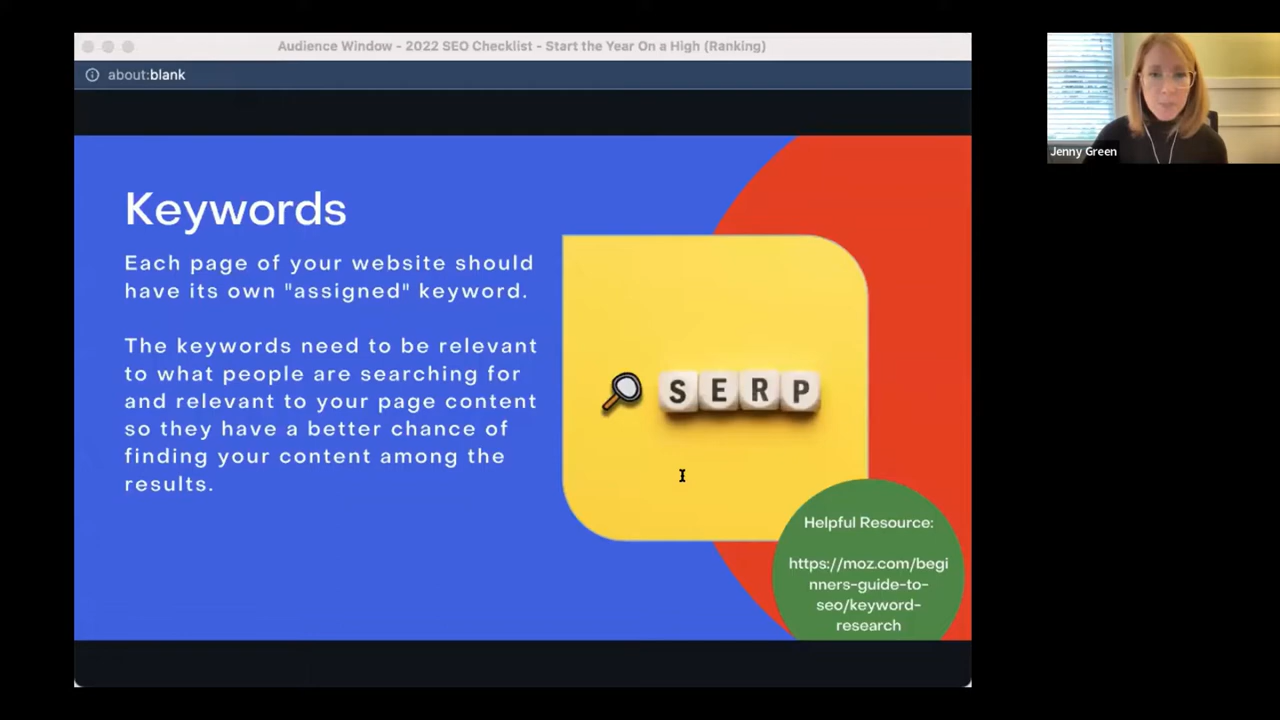 Audience Window - 2022 SEO Checklist - Start the Year On a High (Ranking)
about:blank
Keywords
Each page of your website should
have its own "assigned" keyword.
The keywords need to be relevant
to what people are searching for
and relevant to your page content
so they have a better chance of
finding your content among the
results.
SERP
Helpful Resource:
https://moz.com/begi
nners-guide-to-
seo/keyword-
research
Jenny Green